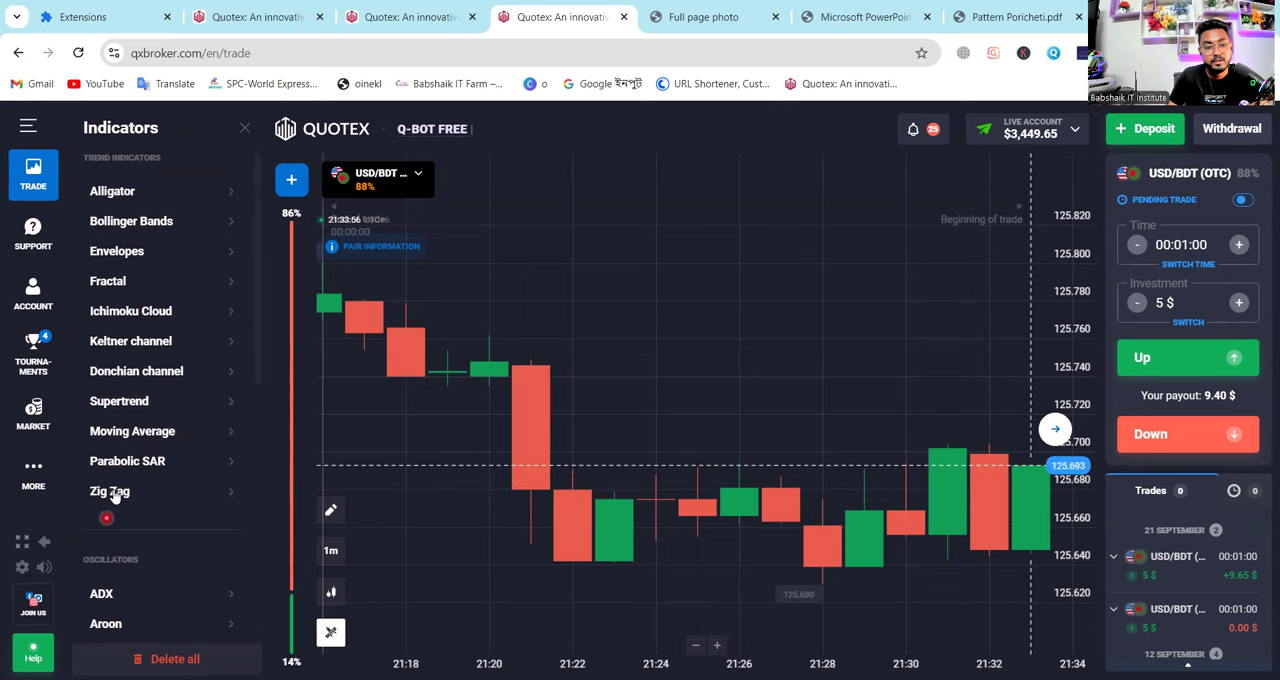 Extensions
Quotex: An innovativ
Quotex: An innovativ
Quotex: An innovativ
Full page photo
Microsoft PowerPoin
Pattern Poricheti.pdf
qxbroker.com/en/trade
Gmail
YouTube
Translate
SPC-World Express...
oinekl
Babshaik IT Farm –...
o
Google ইনপুট
URL Shortener, Cust...
Quotex: An innovati...
Babshaik IT Institute
Indicators
QUOTEX
Q-BOT FREE
25
LIVE ACCOUNT
$3,449.65
+ Deposit
Withdrawal
TREND INDICATORS
Alligator
Bollinger Bands
Envelopes
Fractal
Ichimoku Cloud
Keltner channel
Donchian channel
Supertrend
Moving Average
Parabolic SAR
Zig Zag
OSCILLATORS
ADX
Aroon
Delete all
TRADE
SUPPORT
ACCOUNT
4
TOURNA-
MENTS
MARKET
MORE
JOIN US
Help
+
USD/BDT ...
88%
86%
21:33:56
00:00:00
PAIR INFORMATION
Beginning of trade
14%
1m
125.820
125.800
125.780
125.760
125.740
125.720
125.700
125.693
125.680
125.660
125.640
125.620
125.630
21:18
21:20
21:22
21:24
21:26
21:28
21:30
21:32
21:34
USD/BDT (OTC) 88%
PENDING TRADE
Time
- 00:01:00 +
SWITCH TIME
Investment
- 5 $ +
SWITCH
Up
Your payout: 9.40 $
Down
Trades 0
0
21 SEPTEMBER 2
USD/BDT (... 00:01:00
5 $ +9.65 $
USD/BDT (... 00:01:00
5 $ 0.00 $
12 SEPTEMBER 4